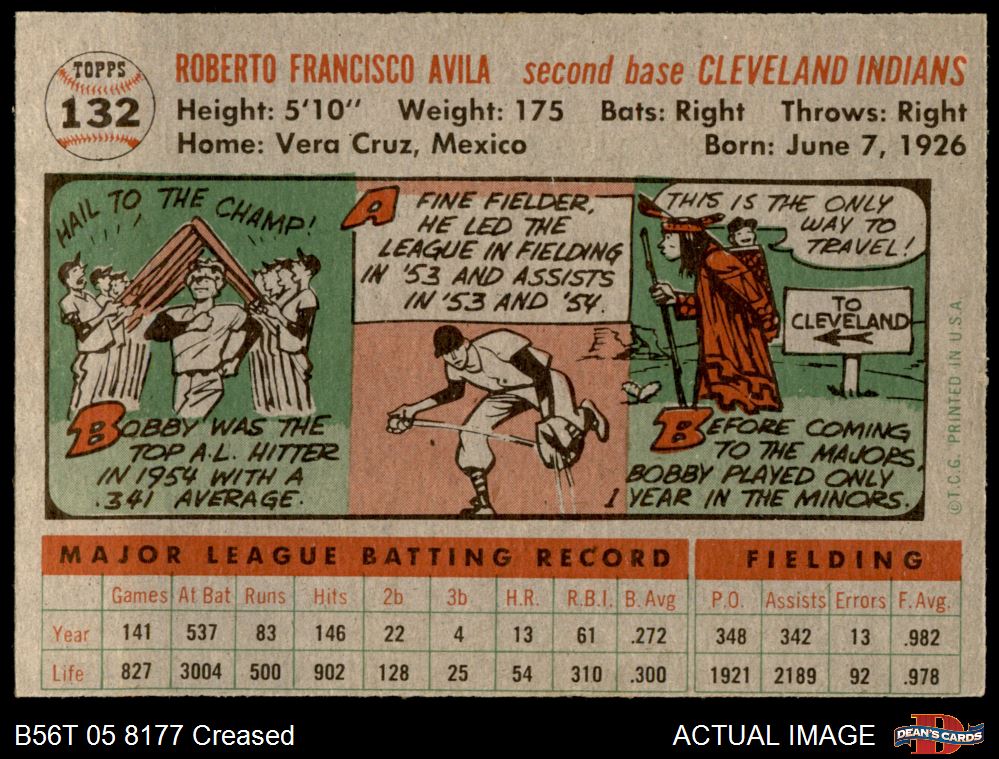 TOPPS
132
ROBERTO FRANCISCO AVILA second base CLEVELAND INDIANS
Height: 5'10" Weight: 175 Bats: Right Throws: Right
Home: Vera Cruz, Mexico Born: June 7, 1926
HAIL TO THE CHAMP!
BOBBY WAS THE
TOP A.L. HITTER
IN 1954 WITH A
.341 AVERAGE.
A FINE FIELDER,
HE LED THE
LEAGUE IN FIELDING
IN '53 AND ASSISTS
IN '53 AND '54.
THIS IS THE ONLY
WAY TO
TRAVEL!
TO
CLEVELAND
BEFORE COMING
TO THE MAJORS,
BOBBY PLAYED ONLY
1 YEAR IN THE MINORS.
©T.C.G. PRINTED IN U.S.A.
MAJOR LEAGUE BATTING RECORD FIELDING
Games At Bat Runs Hits 2b 3b H.R. R.B.I. B. Avg P.O. Assists Errors F. Avg.
Year 141 537 83 146 22 4 13 61 .272 348 342 13 .982
Life 827 3004 500 902 128 25 54 310 .300 1921 2189 92 .978
B56T 05 8177 Creased ACTUAL IMAGE DEAN'S CARDS